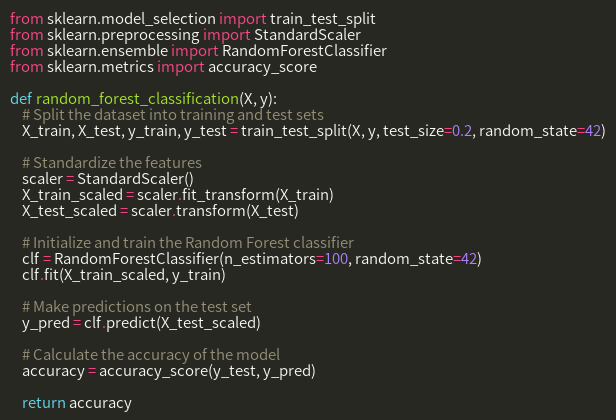 from sklearn.model_selection import train_test_split
from sklearn.preprocessing import StandardScaler
from sklearn.ensemble import RandomForestClassifier
from sklearn.metrics import accuracy_score

def random_forest_classification(X, y):
    # Split the dataset into training and test sets
    X_train, X_test, y_train, y_test = train_test_split(X, y, test_size=0.2, random_state=42)

    # Standardize the features
    scaler = StandardScaler()
    X_train_scaled = scaler.fit_transform(X_train)
    X_test_scaled = scaler.transform(X_test)

    # Initialize and train the Random Forest classifier
    clf = RandomForestClassifier(n_estimators=100, random_state=42)
    clf.fit(X_train_scaled, y_train)

    # Make predictions on the test set
    y_pred = clf.predict(X_test_scaled)

    # Calculate the accuracy of the model
    accuracy = accuracy_score(y_test, y_pred)

    return accuracy